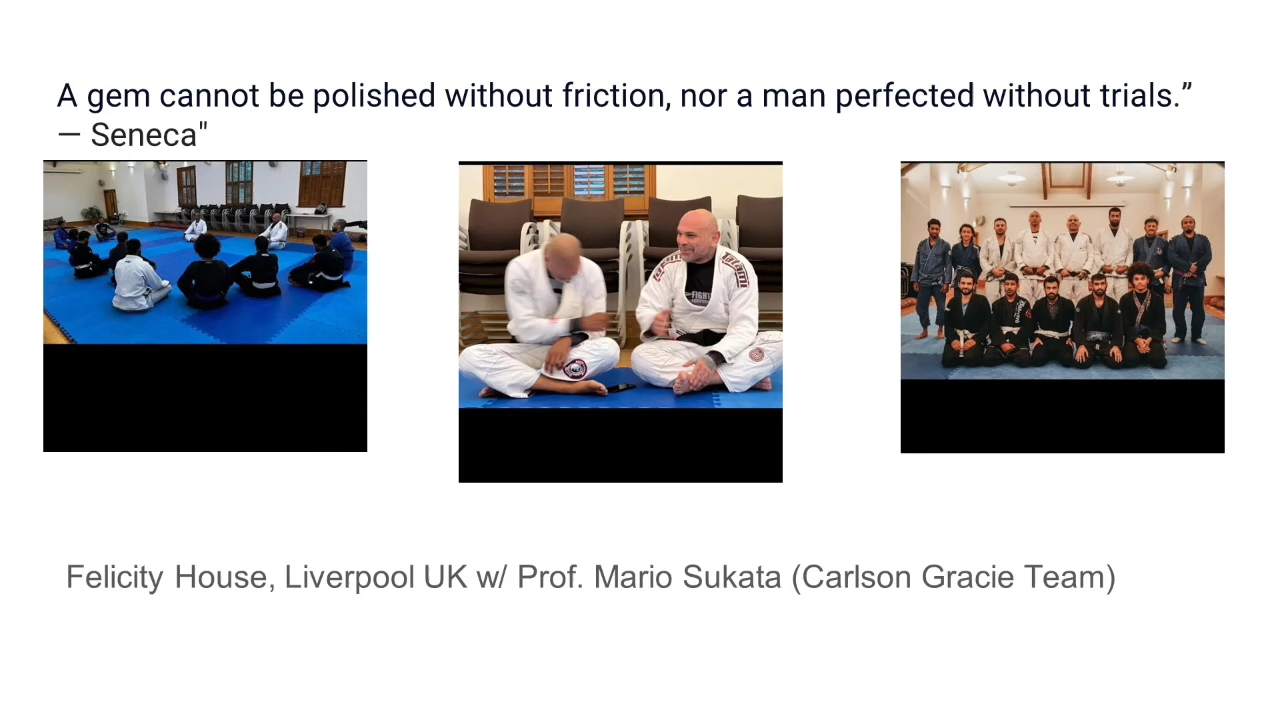 A gem cannot be polished without friction, nor a man perfected without trials.”
— Seneca"
FIGHT
Felicity House, Liverpool UK w/ Prof. Mario Sukata (Carlson Gracie Team)